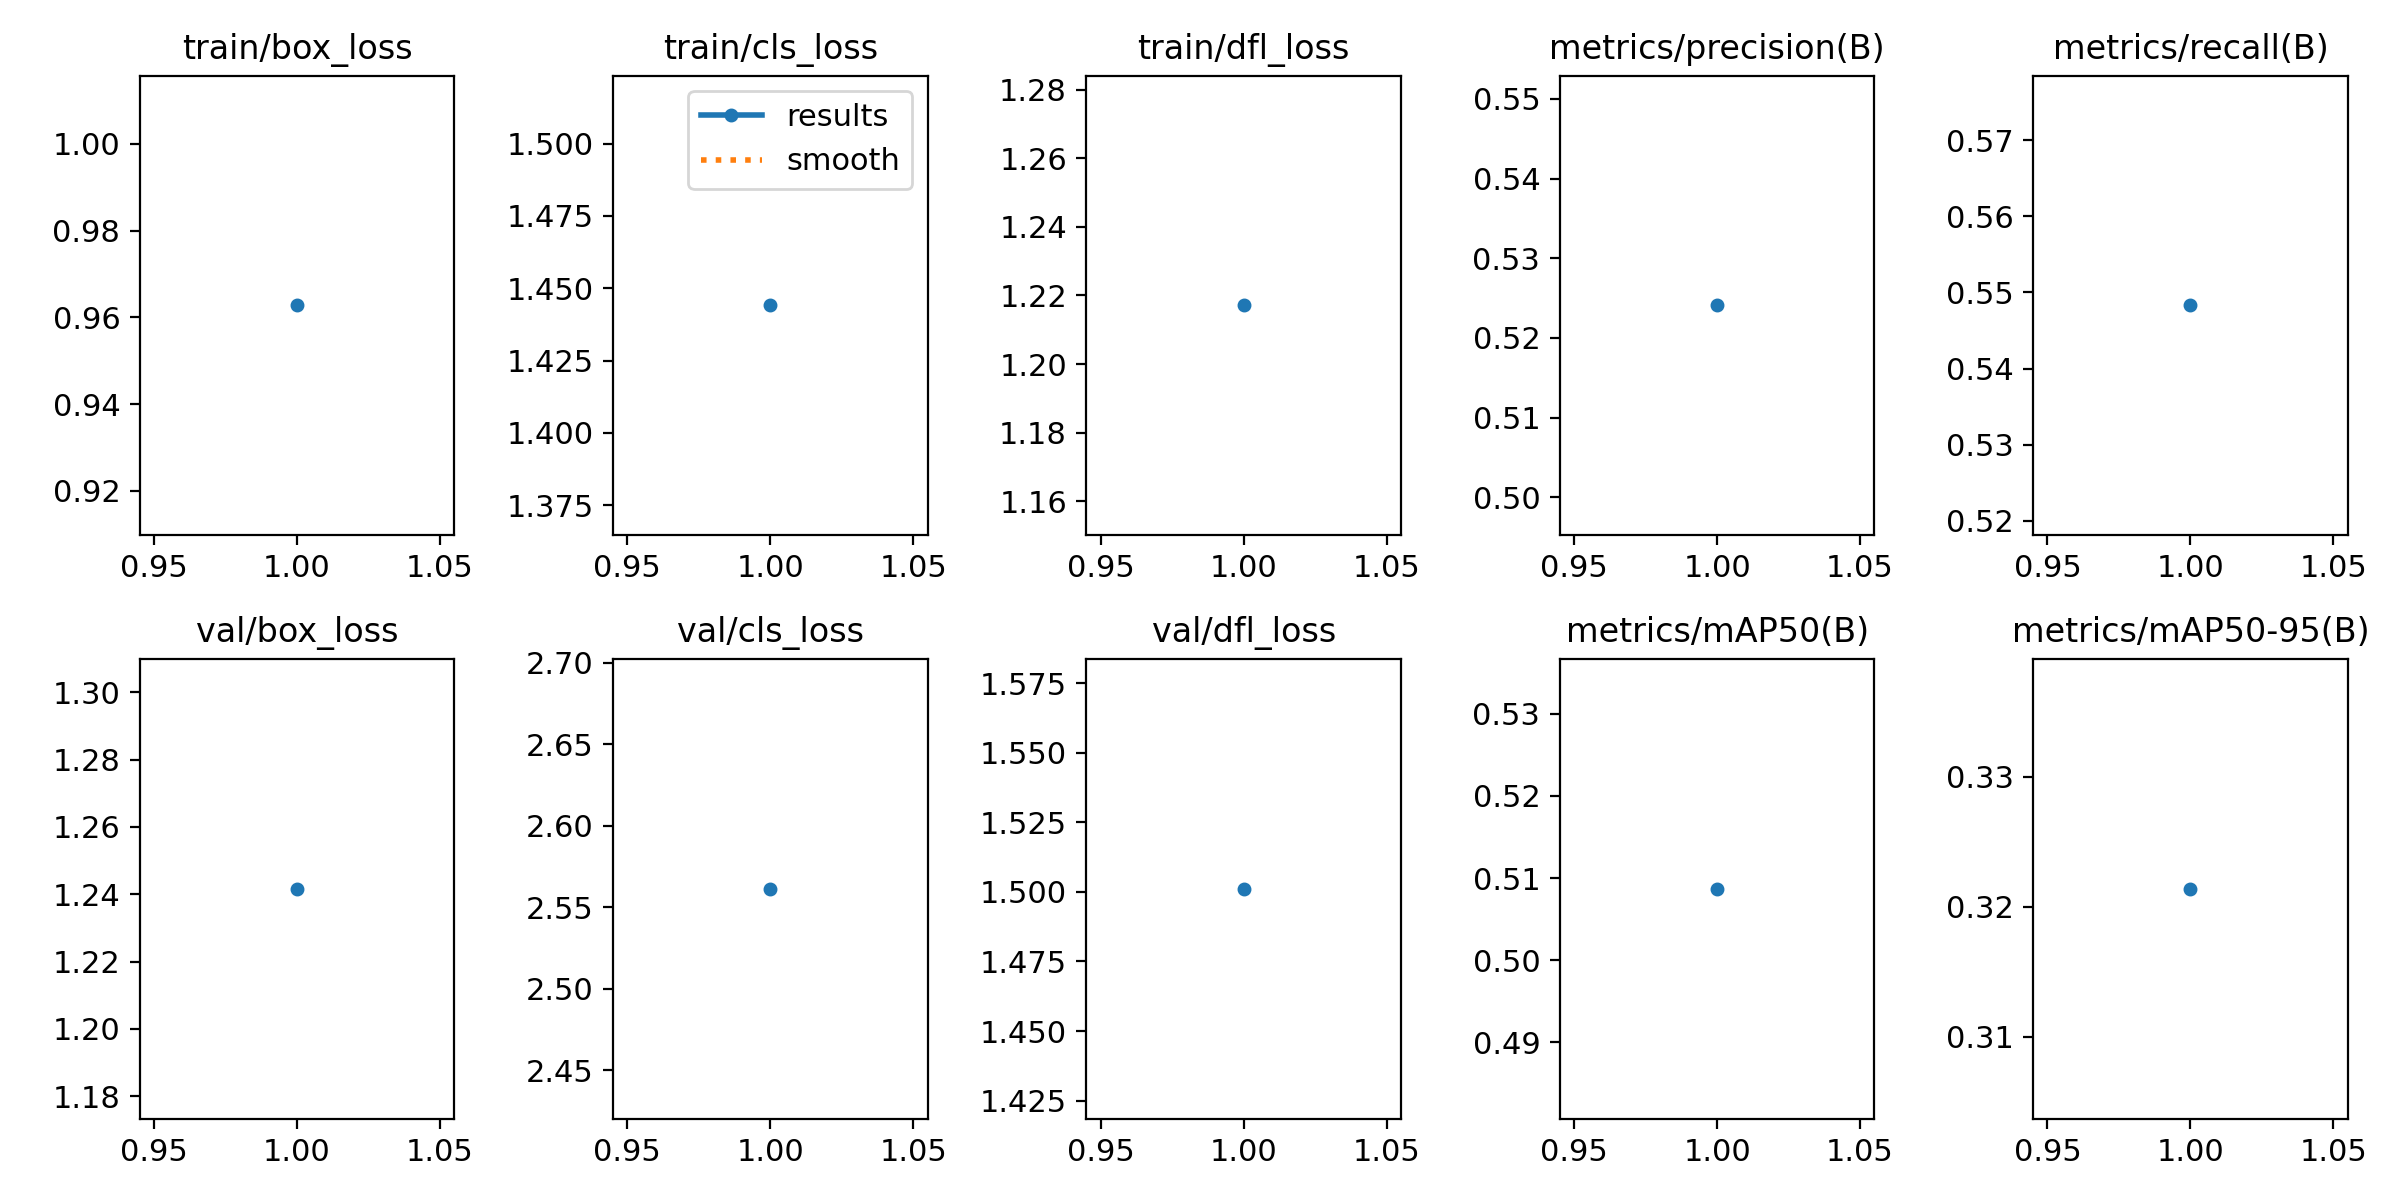 train/box_loss
1.00
0.98
0.96
0.94
0.92
0.95 1.00 1.05
train/cls_loss
results
smooth
1.500
1.475
1.450
1.425
1.400
1.375
0.95 1.00 1.05
train/dfl_loss
1.28
1.26
1.24
1.22
1.20
1.18
1.16
0.95 1.00 1.05
metrics/precision(B)
0.55
0.54
0.53
0.52
0.51
0.50
0.95 1.00 1.05
metrics/recall(B)
0.57
0.56
0.55
0.54
0.53
0.52
0.95 1.00 1.05
val/box_loss
1.30
1.28
1.26
1.24
1.22
1.20
1.18
0.95 1.00 1.05
val/cls_loss
2.70
2.65
2.60
2.55
2.50
2.45
0.95 1.00 1.05
val/dfl_loss
1.575
1.550
1.525
1.500
1.475
1.450
1.425
0.95 1.00 1.05
metrics/mAP50(B)
0.53
0.52
0.51
0.50
0.49
0.95 1.00 1.05
metrics/mAP50-95(B)
0.33
0.32
0.31
0.95 1.00 1.05